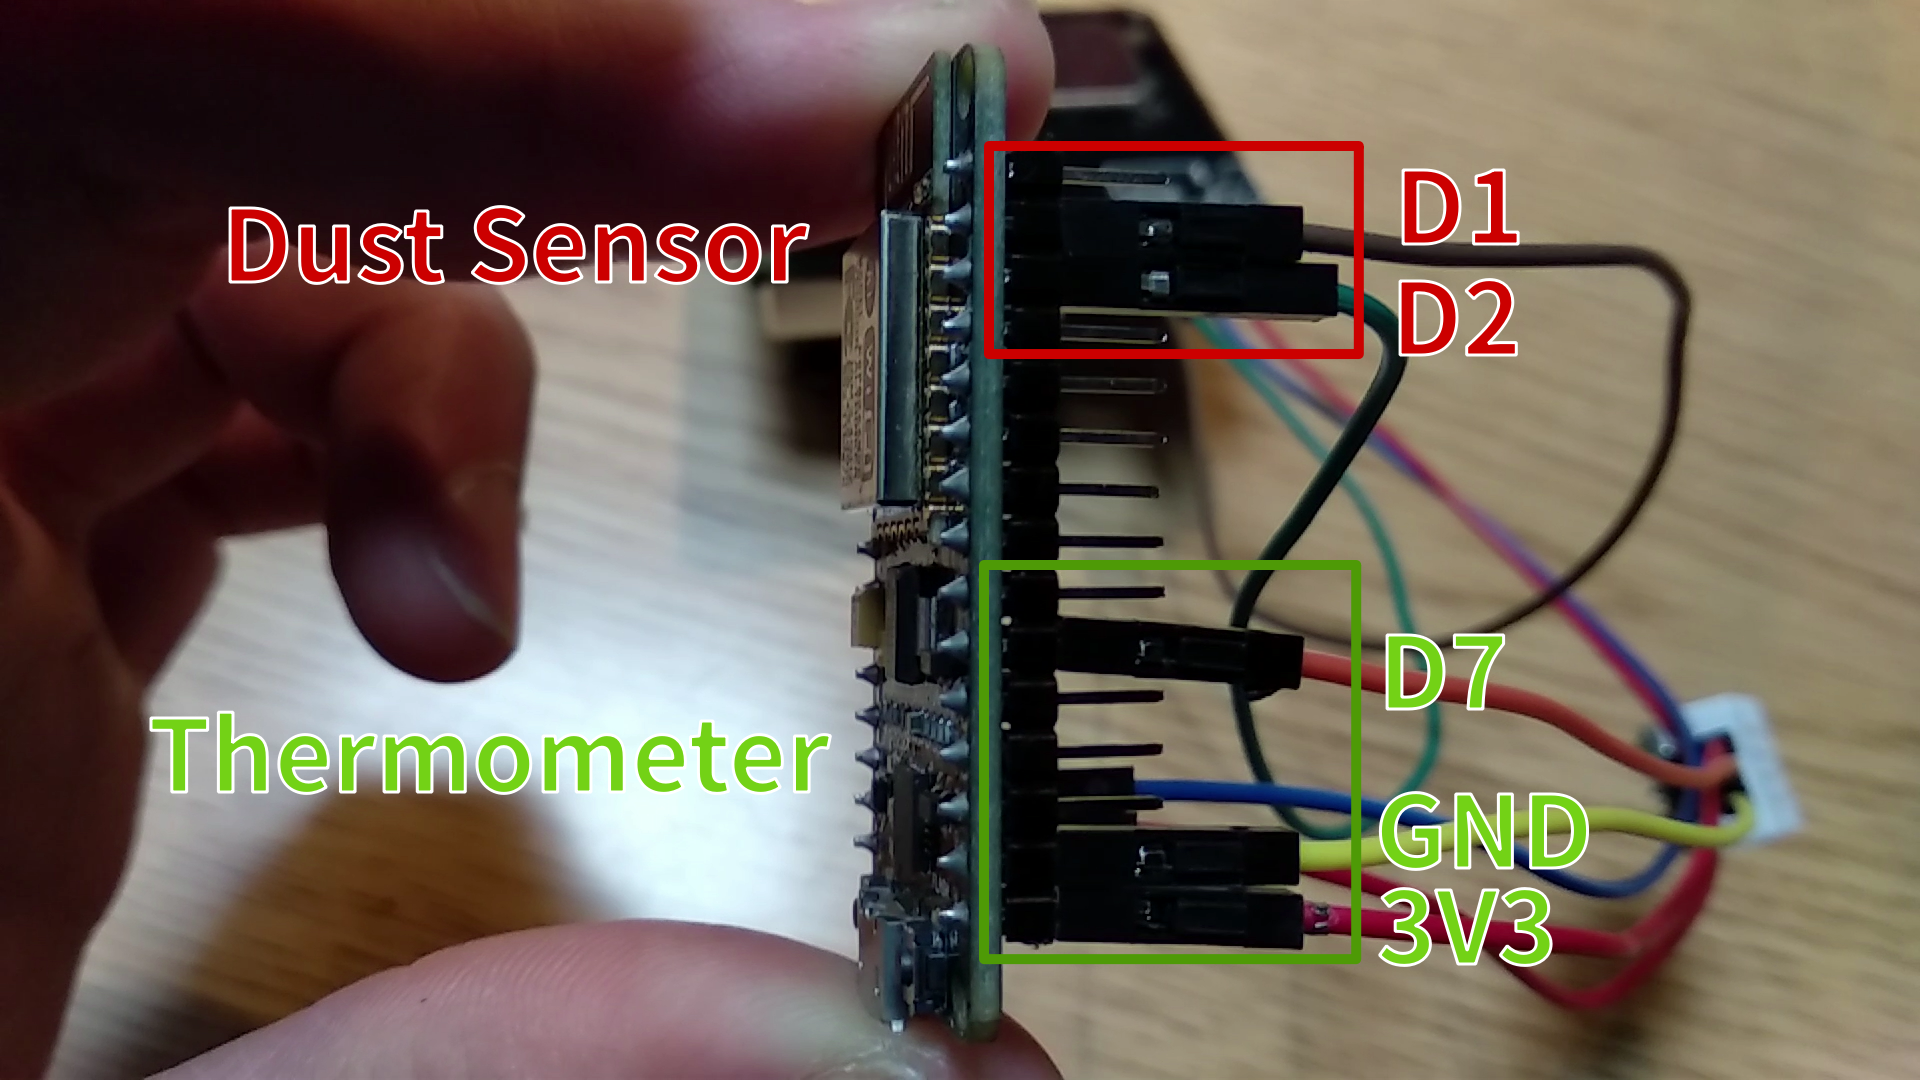 Dust Sensor
D1
D2
Thermometer
D7
GND
3V3